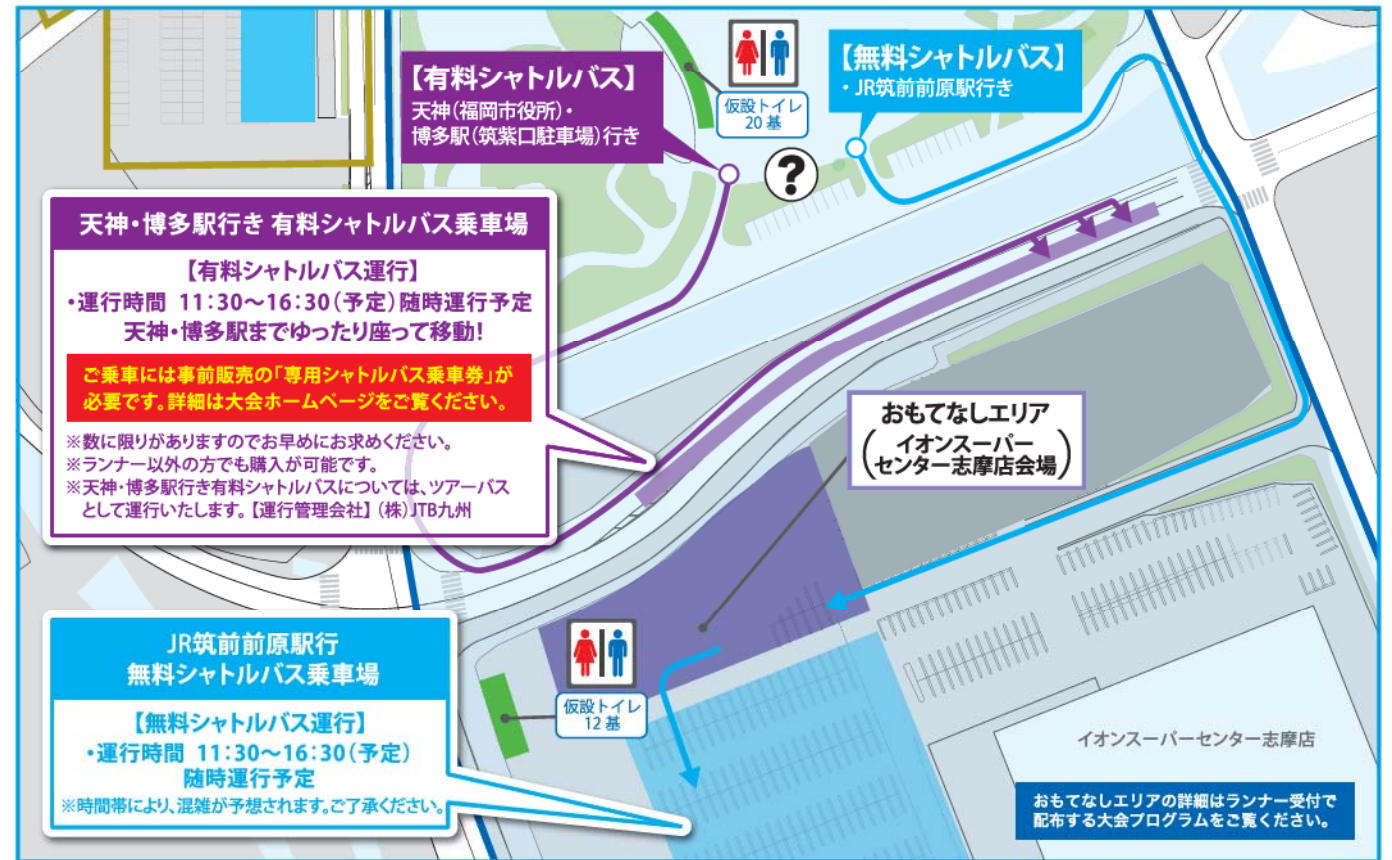 【有料シャトルバス】
天神(福岡市役所)・
博多駅(筑紫口駐車場)行き
仮設トイレ
20基
【無料シャトルバス】
・JR筑前前原駅行き
?
天神・博多駅行き 有料シャトルバス乗車場
【有料シャトルバス運行】
・運行時間 11:30〜16:30(予定)随時運行予定
天神・博多駅までゆったり座って移動!
ご乗車には事前販売の「専用シャトルバス乗車券」が
必要です。詳細は大会ホームページをご覧ください。
※数に限りがありますのでお早めにお求めください。
※ランナー以外の方でも購入が可能です。
※天神・博多駅行き有料シャトルバスについては、ツアーバス
として運行いたします。【運行管理会社】(株)JTB九州
おもてなしエリア
(イオンスーパー
センター志摩店会場)
JR筑前前原駅行
無料シャトルバス乗車場
【無料シャトルバス運行】
・運行時間 11:30〜16:30(予定)
随時運行予定
※時間帯により、混雑が予想されます。ご了承ください。
仮設トイレ
12基
イオンスーパーセンター志摩店
おもてなしエリアの詳細はランナー受付で
配布する大会プログラムをご覧ください。